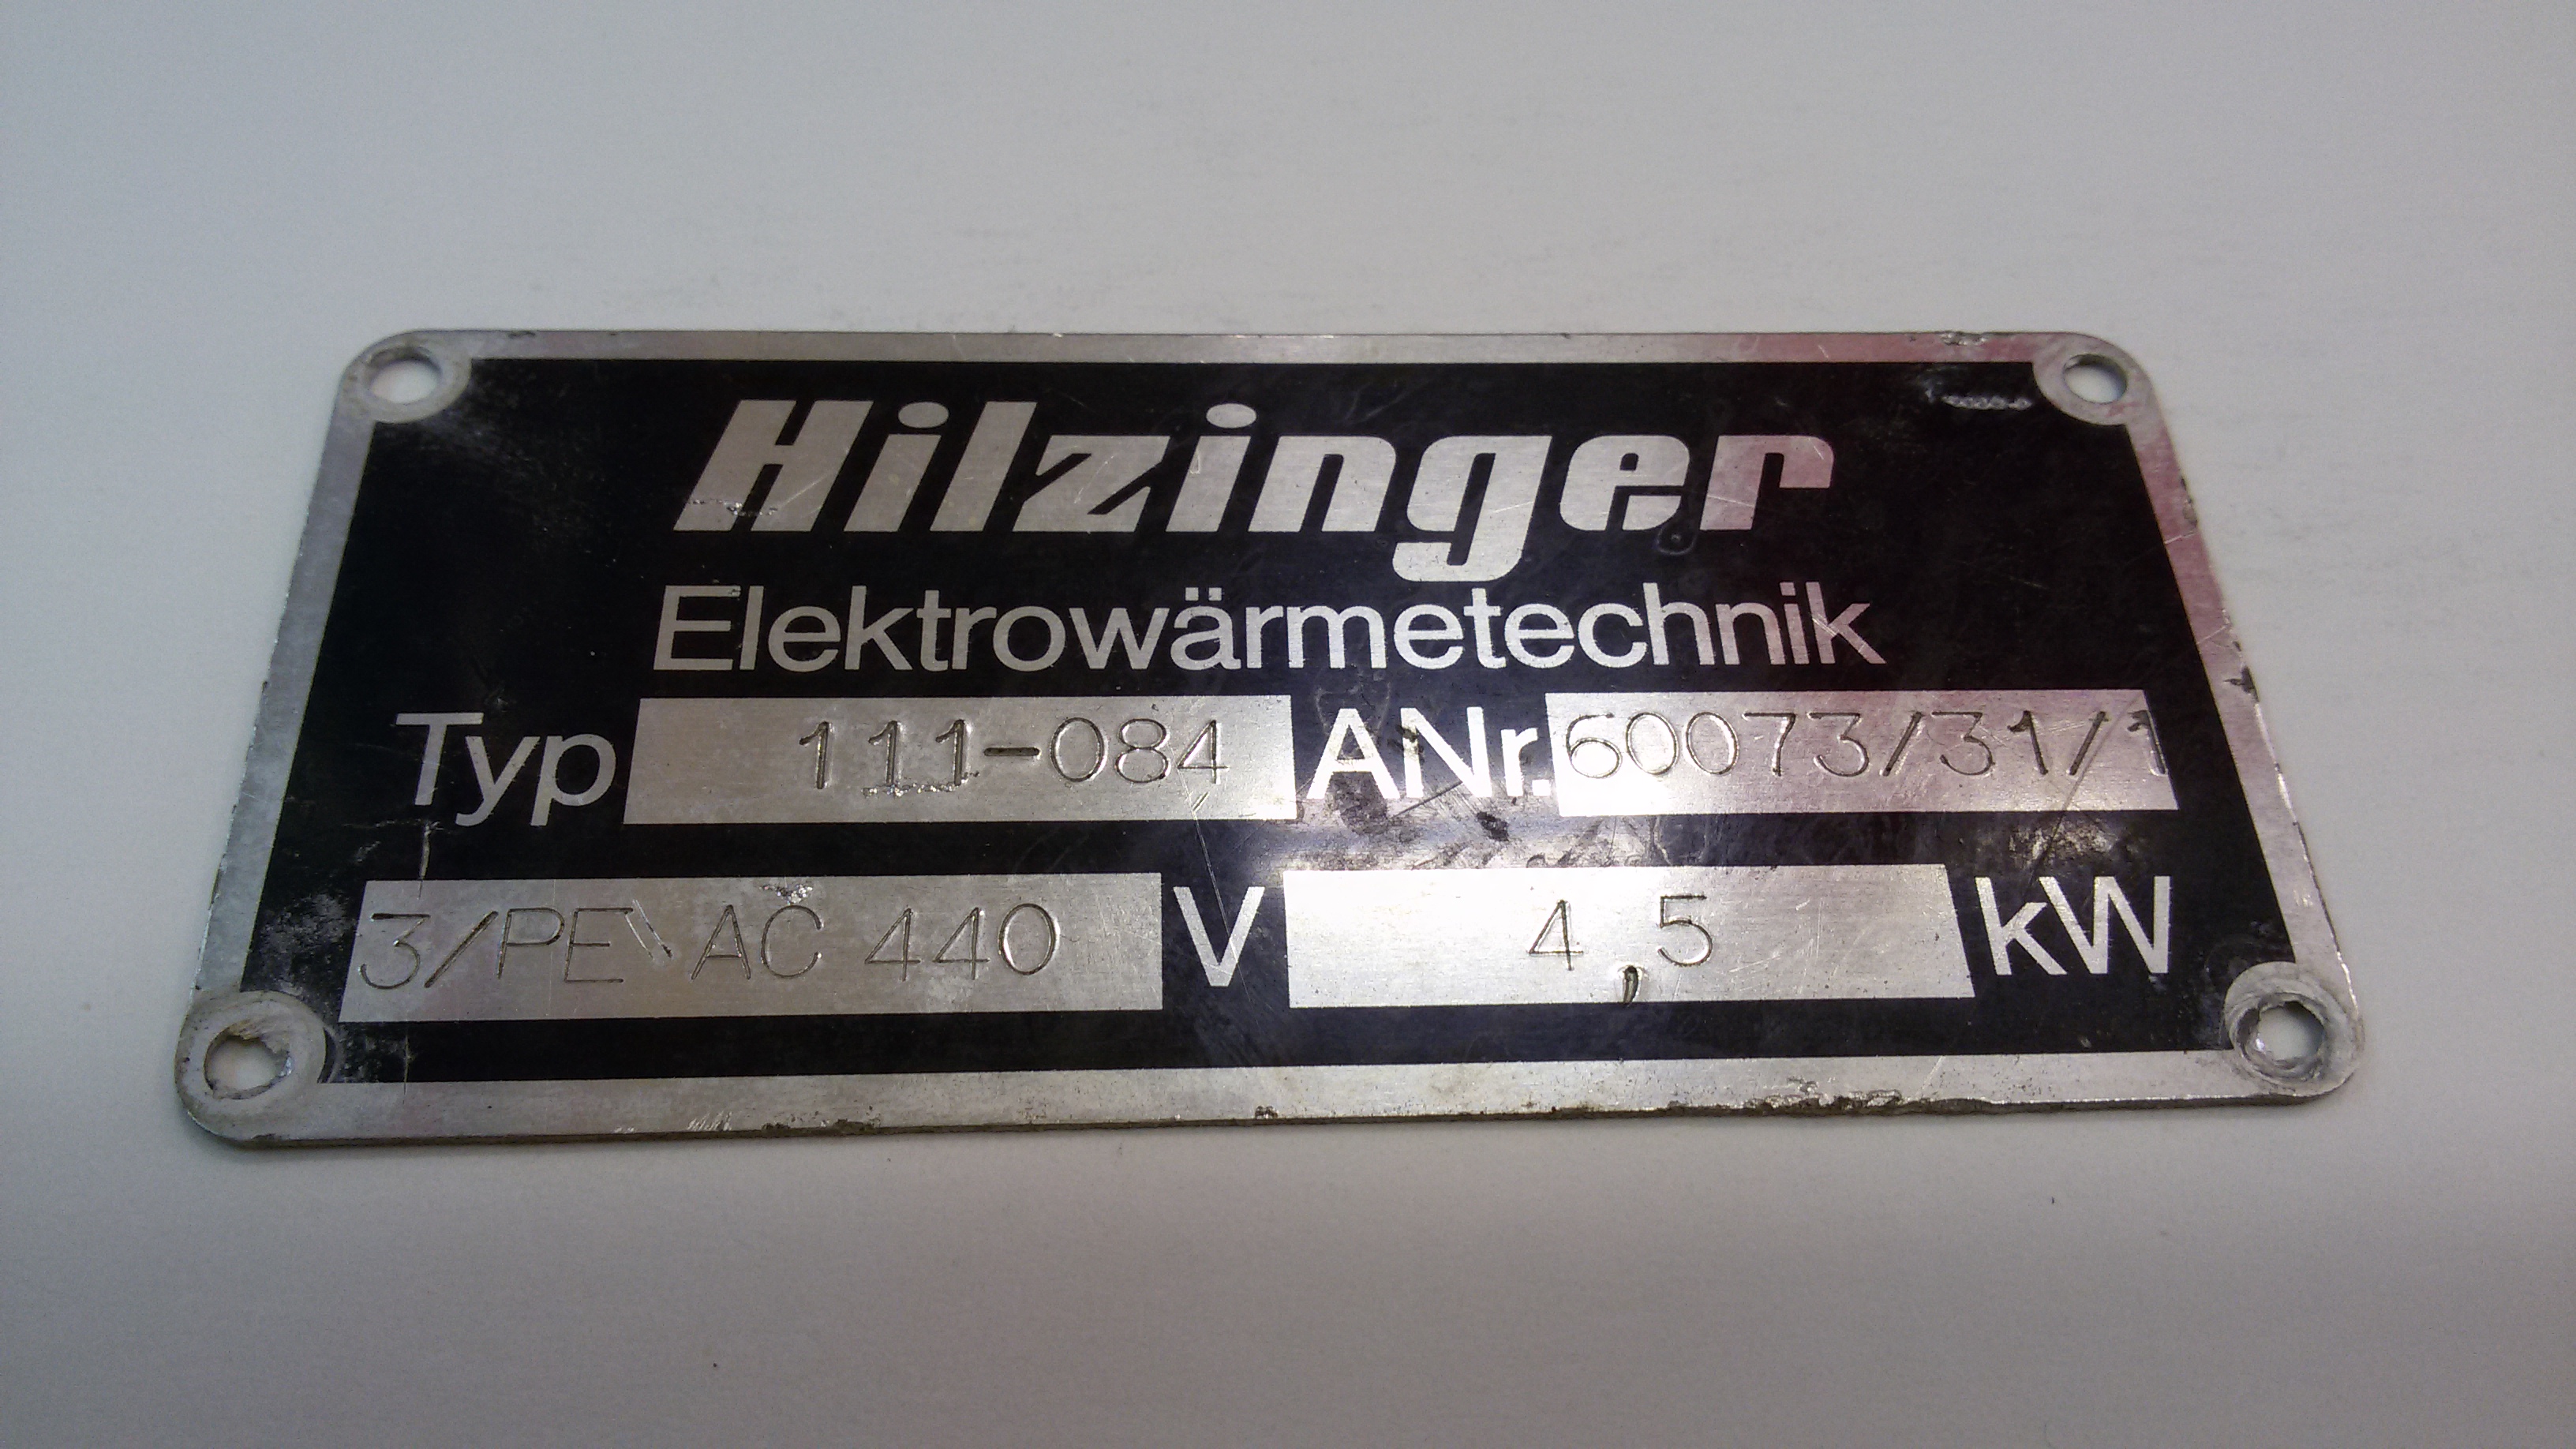 Hilzinger
Elektrowärmetechnik
Typ 111-084 ANr. 60073/31/1
3/PE AC 440 V 4,5 kW